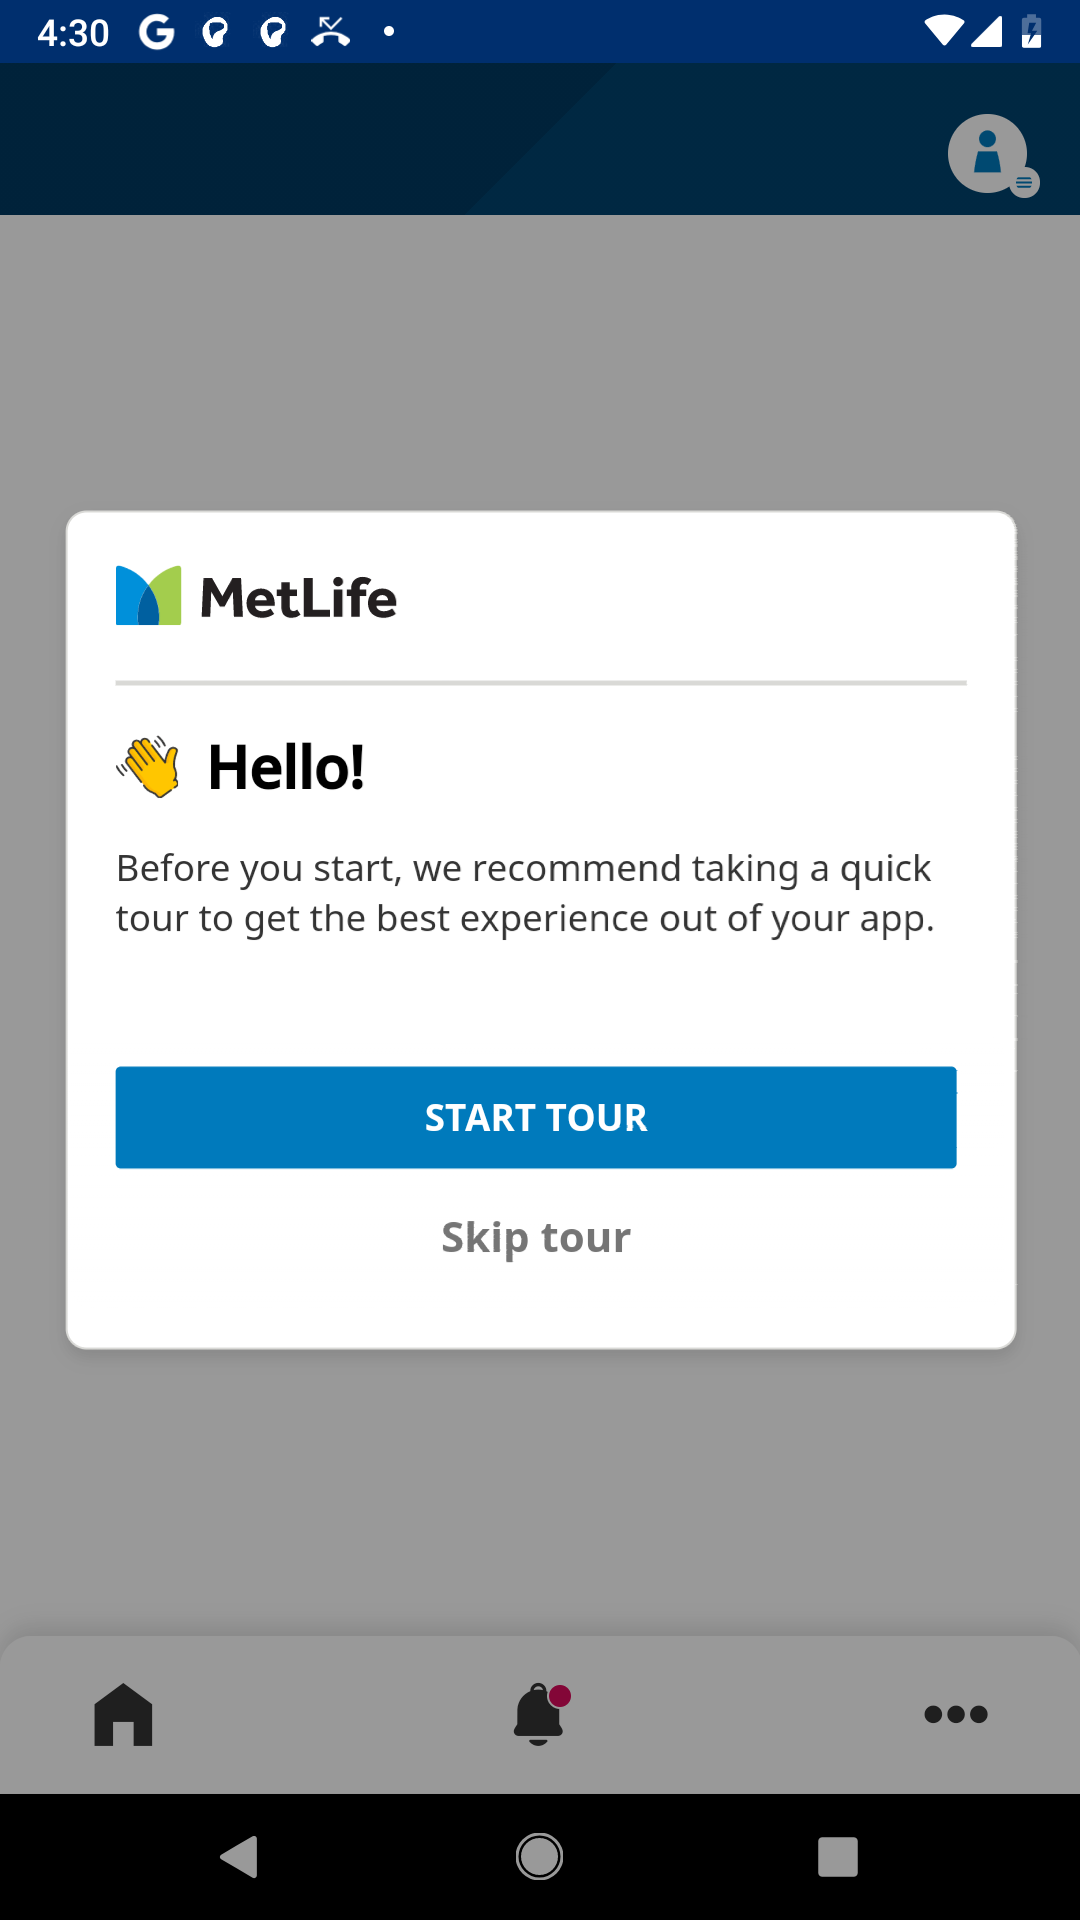 4:30
MetLife
Hello!
Before you start, we recommend taking a quick
tour to get the best experience out of your app.
START TOUR
Skip tour